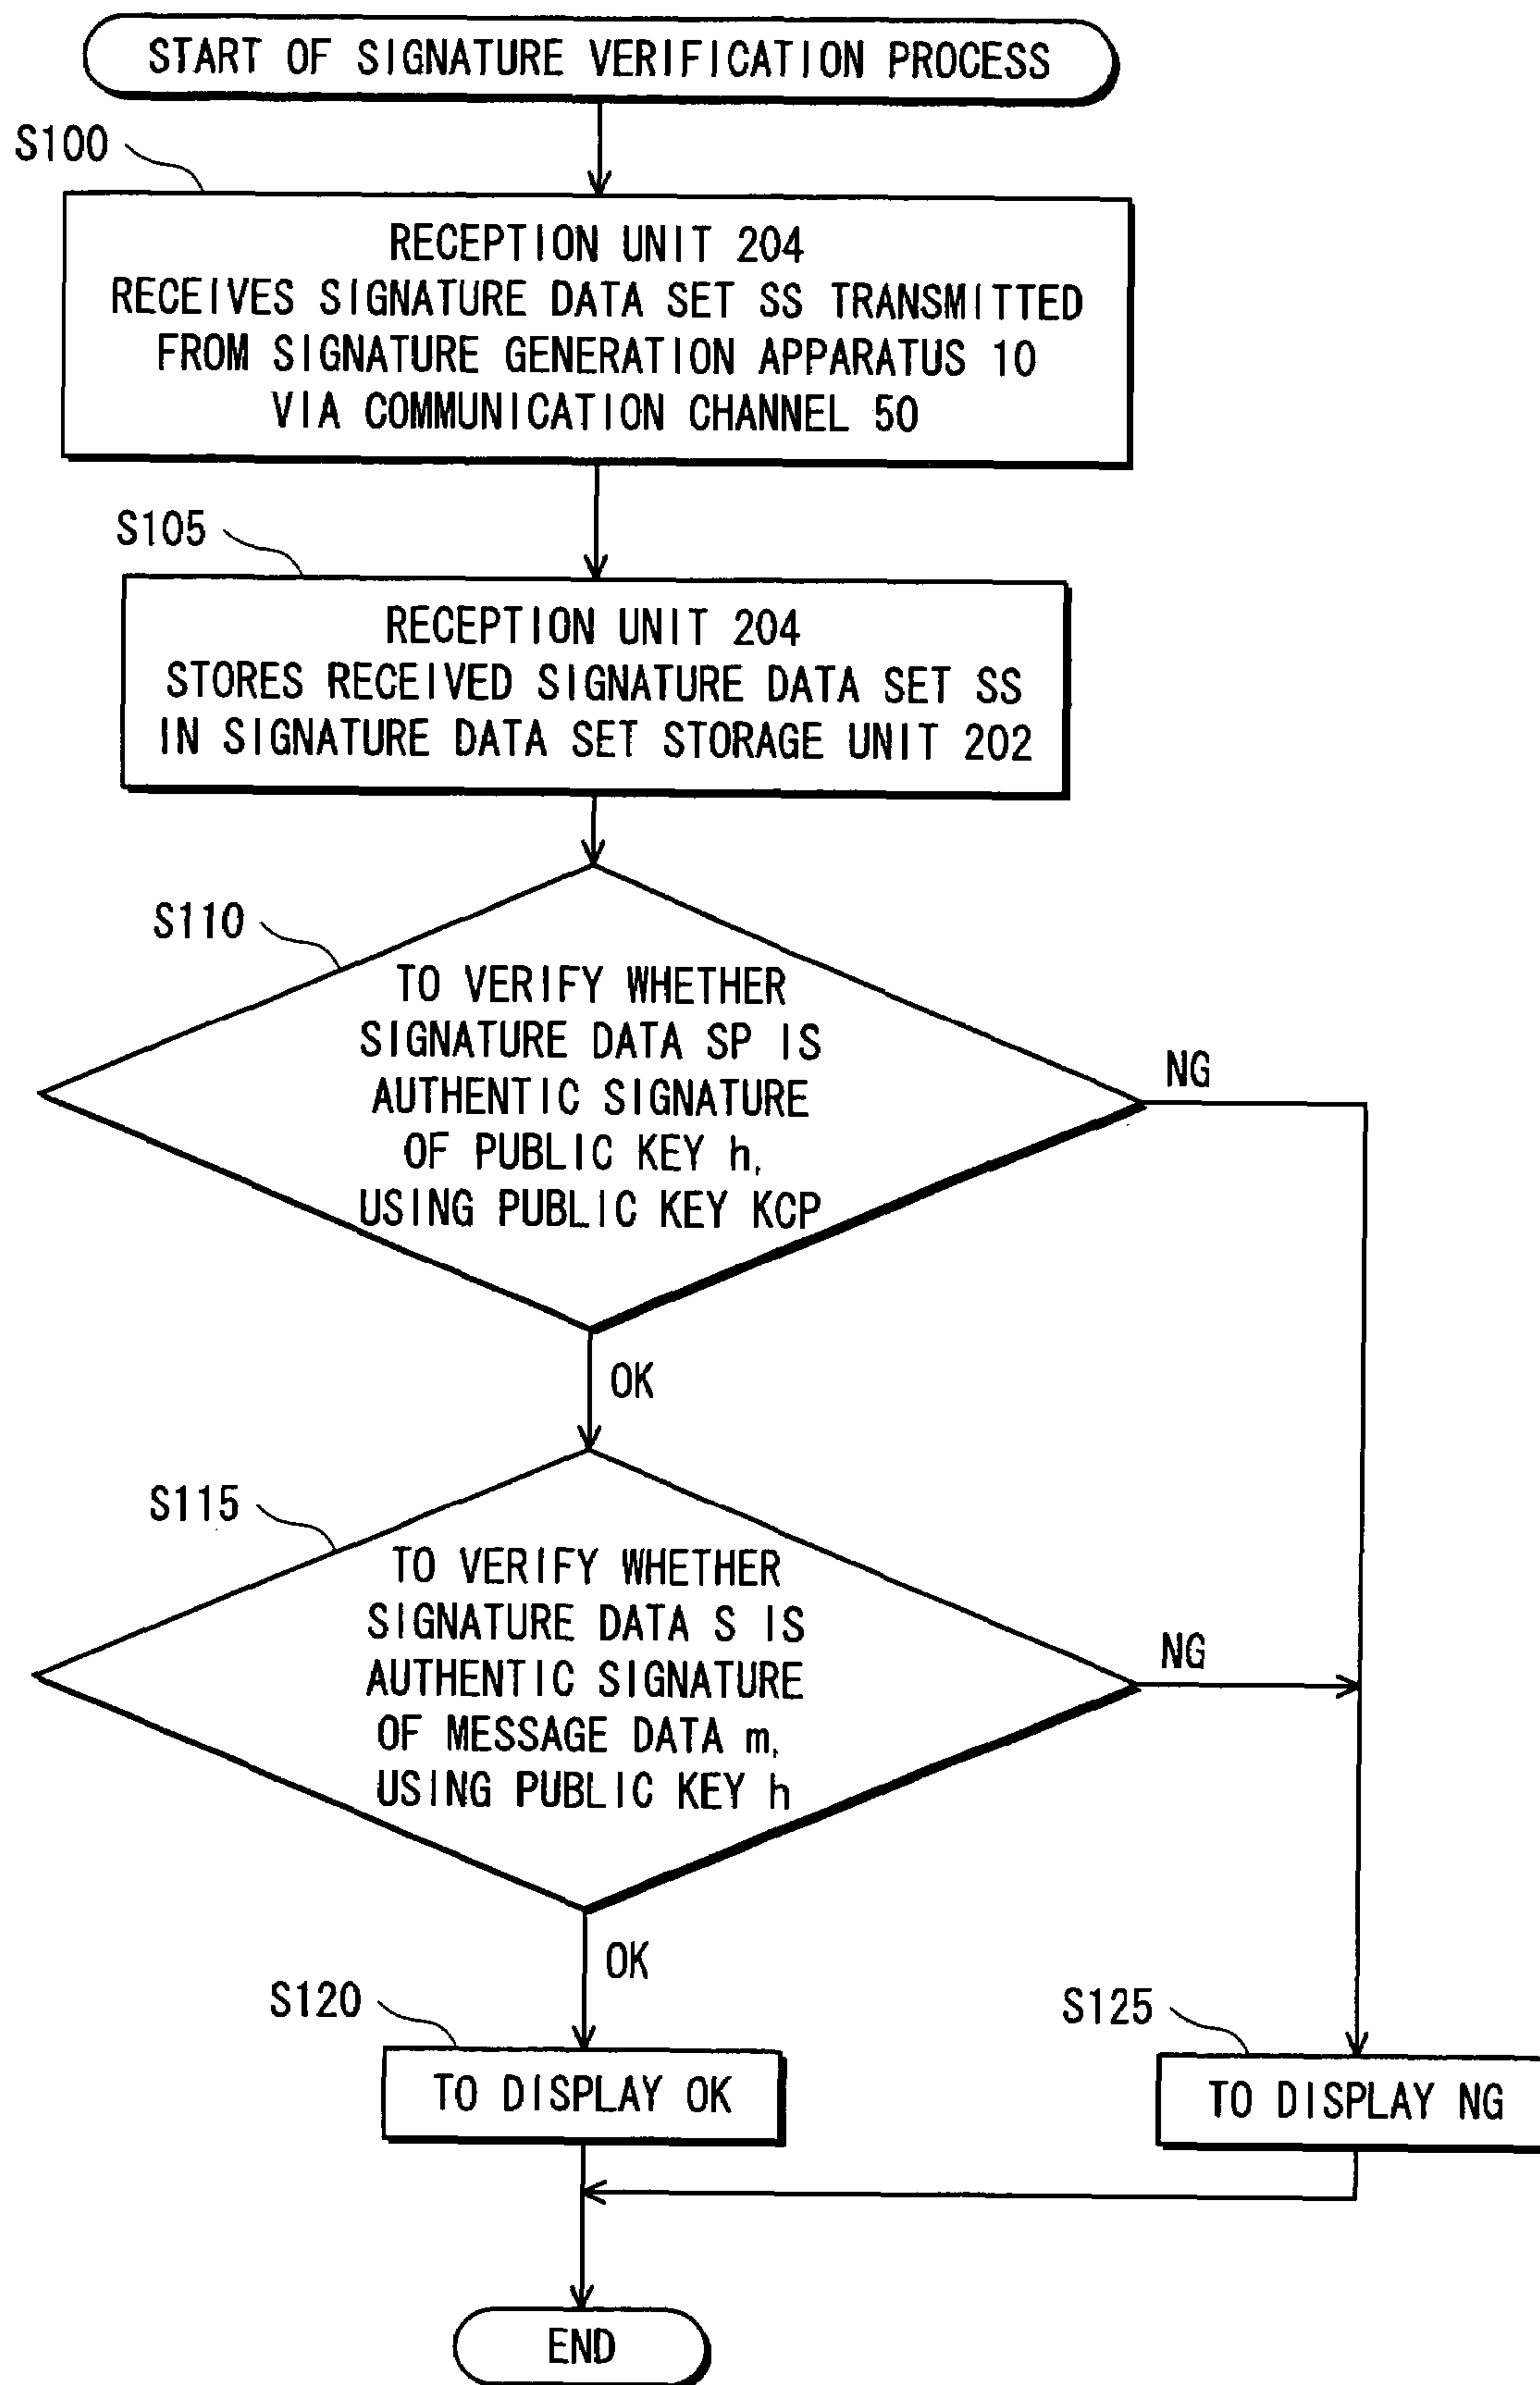 START OF SIGNATURE VERIFICATION PROCESS
S100
RECEPTION UNIT 204
RECEIVES SIGNATURE DATA SET SS TRANSMITTED
FROM SIGNATURE GENERATION APPARATUS 10
VIA COMMUNICATION CHANNEL 50
S105
RECEPTION UNIT 204
STORES RECEIVED SIGNATURE DATA SET SS
IN SIGNATURE DATA SET STORAGE UNIT 202
S110
TO VERIFY WHETHER
SIGNATURE DATA SP IS
AUTHENTIC SIGNATURE
OF PUBLIC KEY h,
USING PUBLIC KEY KCP
NG
OK
S115
TO VERIFY WHETHER
SIGNATURE DATA S IS
AUTHENTIC SIGNATURE
OF MESSAGE DATA m,
USING PUBLIC KEY h
NG
OK
S120
TO DISPLAY OK
S125
TO DISPLAY NG
END